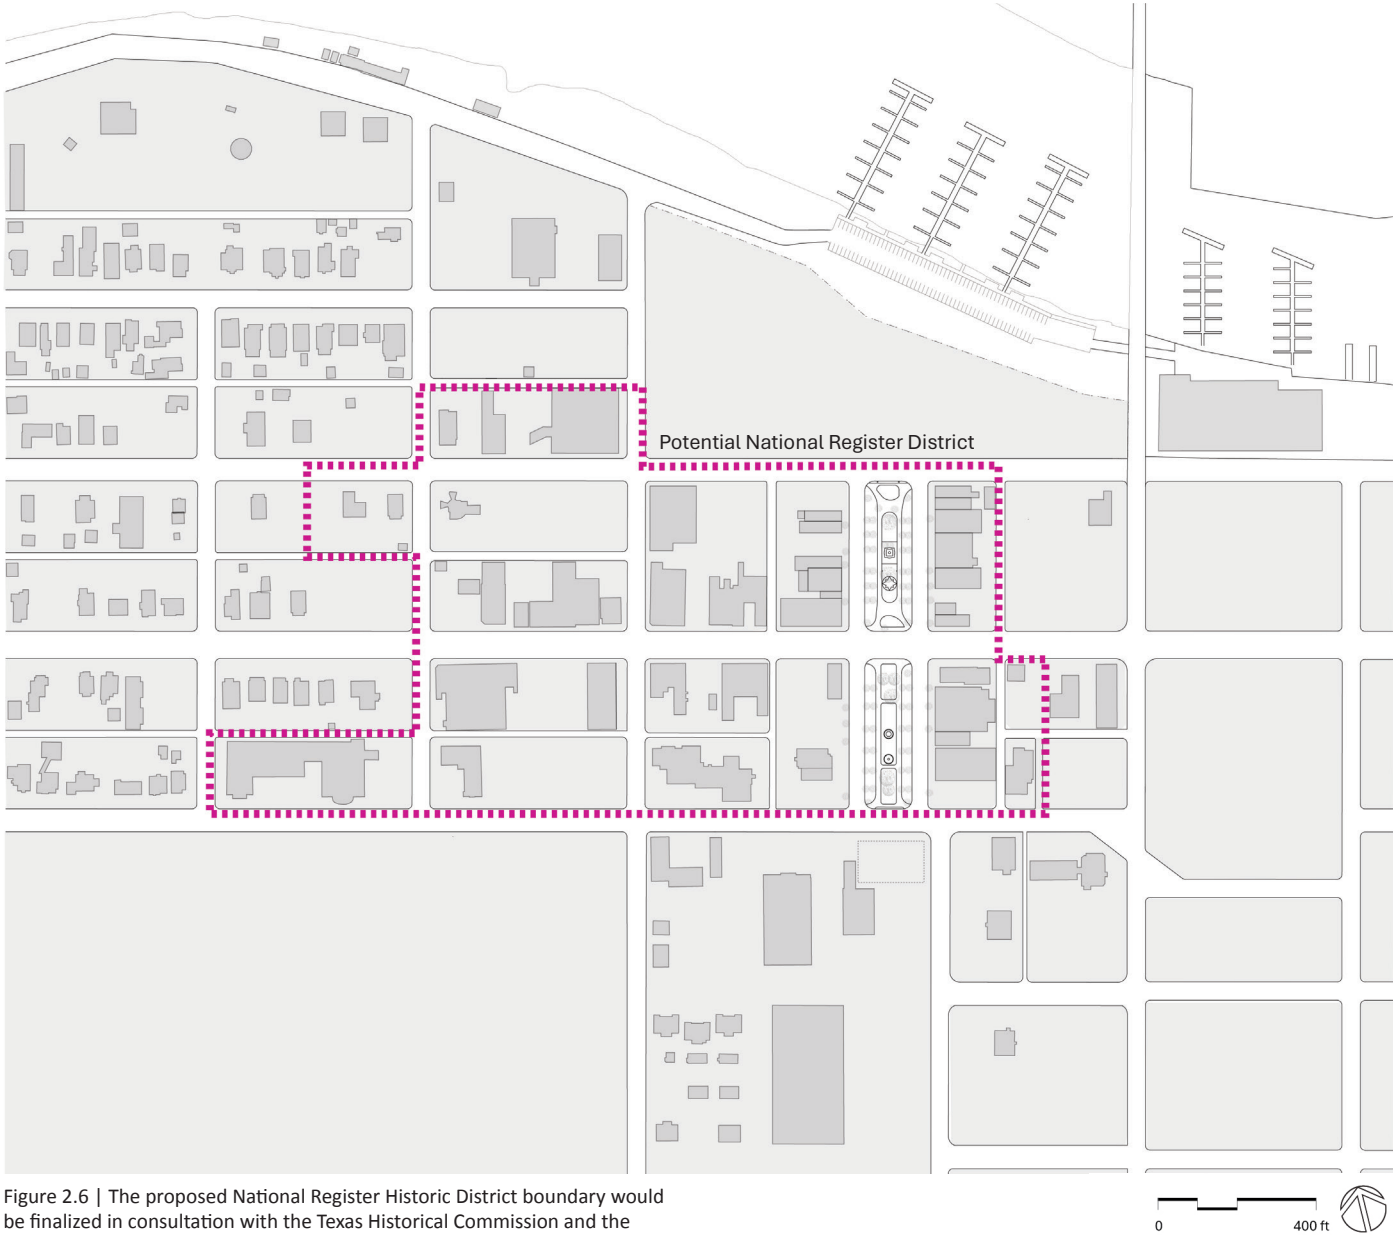 Potential National Register District
Figure 2.6 | The proposed National Register Historic District boundary would
be finalized in consultation with the Texas Historical Commission and the
0 400 ft